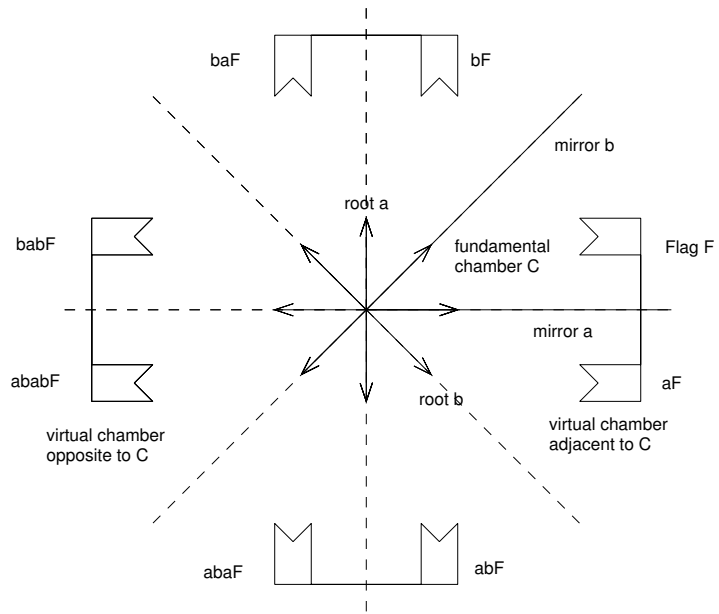 baF
bF
mirror b
root a
babF
fundamental
chamber C
Flag F
mirror a
ababF
aF
root b
virtual chamber
opposite to C
virtual chamber
adjacent to C
abaF
abF